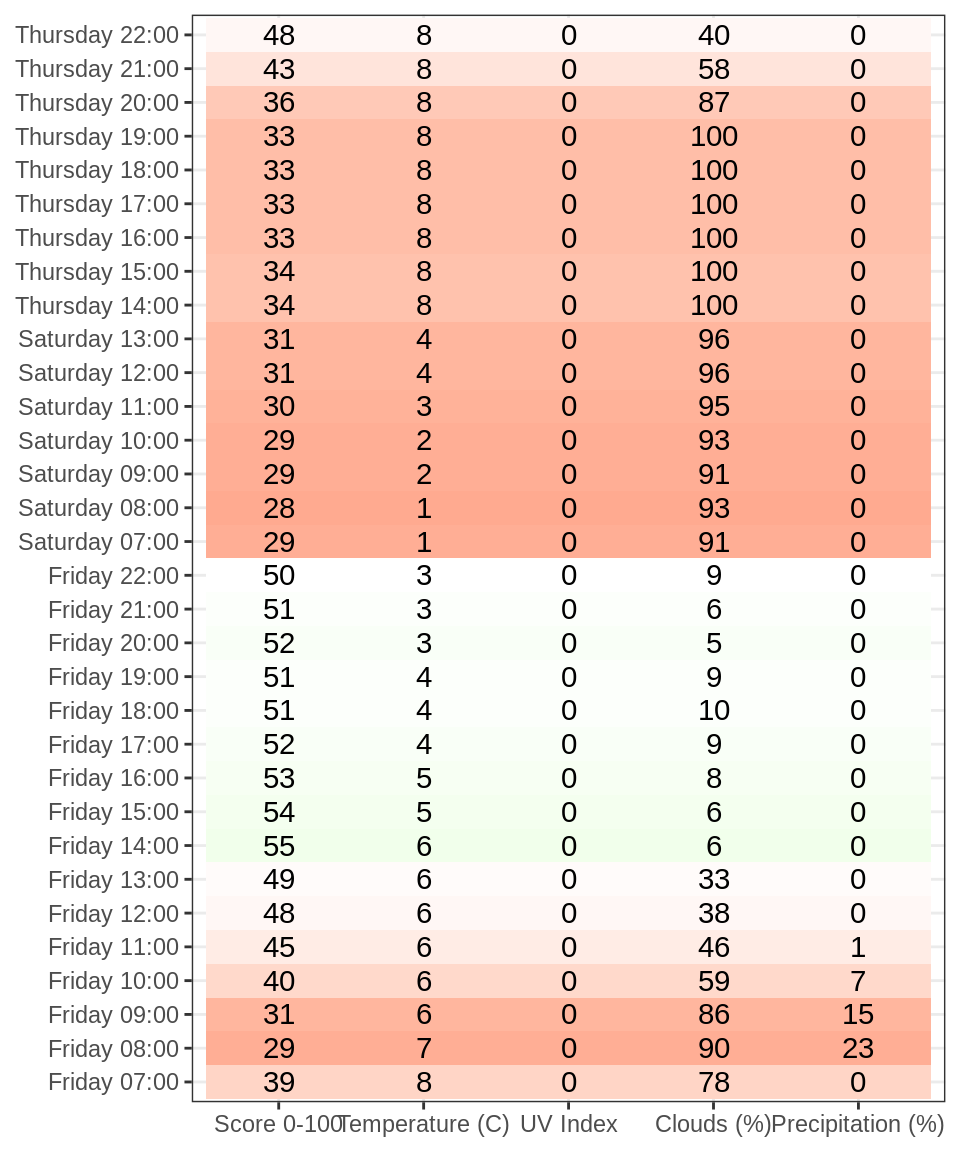 Thursday 22:00 48 8 0 40 0
Thursday 21:00 43 8 0 58 0
Thursday 20:00 36 8 0 87 0
Thursday 19:00 33 8 0 100 0
Thursday 18:00 33 8 0 100 0
Thursday 17:00 33 8 0 100 0
Thursday 16:00 33 8 0 100 0
Thursday 15:00 34 8 0 100 0
Thursday 14:00 34 8 0 100 0
Saturday 13:00 31 4 0 96 0
Saturday 12:00 31 4 0 96 0
Saturday 11:00 30 3 0 95 0
Saturday 10:00 29 2 0 93 0
Saturday 09:00 29 2 0 91 0
Saturday 08:00 28 1 0 93 0
Saturday 07:00 29 1 0 91 0
Friday 22:00 50 3 0 9 0
Friday 21:00 51 3 0 6 0
Friday 20:00 52 3 0 5 0
Friday 19:00 51 4 0 9 0
Friday 18:00 51 4 0 10 0
Friday 17:00 52 4 0 9 0
Friday 16:00 53 5 0 8 0
Friday 15:00 54 5 0 6 0
Friday 14:00 55 6 0 6 0
Friday 13:00 49 6 0 33 0
Friday 12:00 48 6 0 38 0
Friday 11:00 45 6 0 46 1
Friday 10:00 40 6 0 59 7
Friday 09:00 31 6 0 86 15
Friday 08:00 29 7 0 90 23
Friday 07:00 39 8 0 78 0
Score 0-100 Temperature (C) UV Index Clouds (%) Precipitation (%)